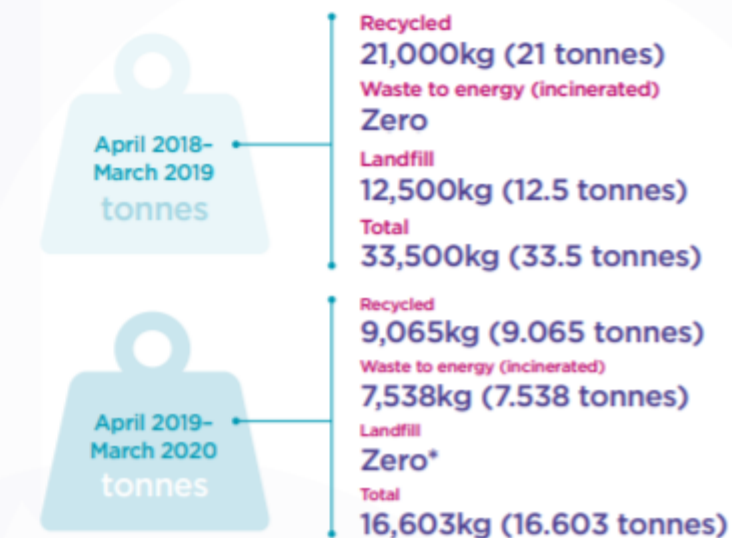 April 2018–
March 2019
tonnes
Recycled
21,000kg (21 tonnes)
Waste to energy (incinerated)
Zero
Landfill
12,500kg (12.5 tonnes)
Total
33,500kg (33.5 tonnes)
April 2019–
March 2020
tonnes
Recycled
9,065kg (9.065 tonnes)
Waste to energy (incinerated)
7,538kg (7.538 tonnes)
Landfill
Zero*
Total
16,603kg (16.603 tonnes)